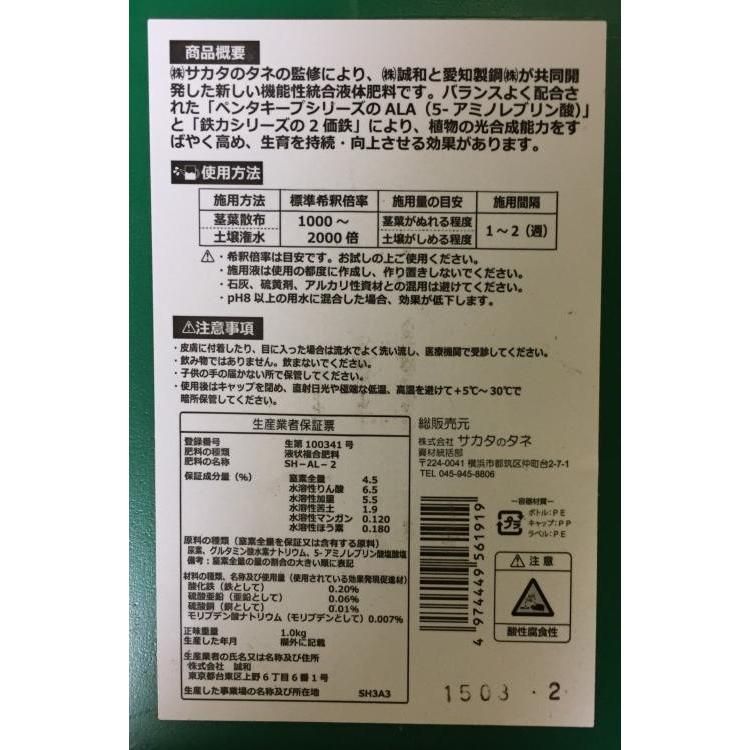 商品概要
㈱サカタのタネの監修により、㈱誠和と愛知製鋼㈱が共同開
発した新しい機能性統合液体肥料です。バランスよく配合さ
れた「ペンタキープシリーズのALA（5-アミノレブリン酸）」
と「鉄力シリーズの2価鉄」により、植物の光合成能力をす
ばやく高め、生育を持続・向上させる効果があります。
使用方法
施用方法 標準希釈倍率 施用量の目安 施用間隔
茎葉散布 1000～ 茎葉がぬれる程度 1～2（週）
土壌潅水 2000倍 土壌がしめる程度
・希釈倍率は目安です。お試しの上ご使用ください。
・施用液は使用の都度に作成し、作り置きしないでください。
・石灰、硫黄剤、アルカリ性資材との混用は避けてください。
・pH8以上の用水に混合した場合、効果が低下します。
注意事項
・皮膚に付着したり、目に入った場合は流水でよく洗い流し、医療機関で受診してください。
・飲み物ではありません。飲まないでください。
・子供の手の届かない所で保管してください。
・使用後はキャップを閉め、直射日光や極端な低温、高温を避けて+5℃～30℃で
暗所保管してください。
生産業者保証票
登録番号 生第100341号
肥料の種類 液状複合肥料
肥料の名称 SH-AL-2
保証成分量（%） 窒素全量 4.5
水溶性りん酸 6.5
水溶性加里 5.5
水溶性苦土 1.9
水溶性マンガン 0.120
水溶性ほう素 0.180
原料の種類（窒素全量を保証又は含有する原料）
尿素、グルタミン酸水素ナトリウム、5-アミノレブリン酸塩酸塩
備考：窒素全量の量の割合の大きい順に表記
材料の種類、名称及び使用量（使用されている効果発現促進材）
酸化鉄（鉄として） 0.20%
硫酸亜鉛（亜鉛として） 0.06%
硫酸銅（銅として） 0.01%
モリブデン酸ナトリウム（モリブデンとして）0.007%
正味重量 1.0kg
生産した年月 欄外に記載
生産業者の氏名又は名称及び住所
株式会社 誠和
東京都台東区上野6丁目6番1号
生産した事業場の名称及び所在地 SH3A3
総販売元
株式会社 サカタのタネ
資材統括部
〒224-0041 横浜市都筑区仲町台2-7-1
TEL 045-945-8806
4974449561919
容器材質
プラ
ボトル：PE
キャップ：PP
ラベル：PE
注意
酸性腐食性
1503 .2